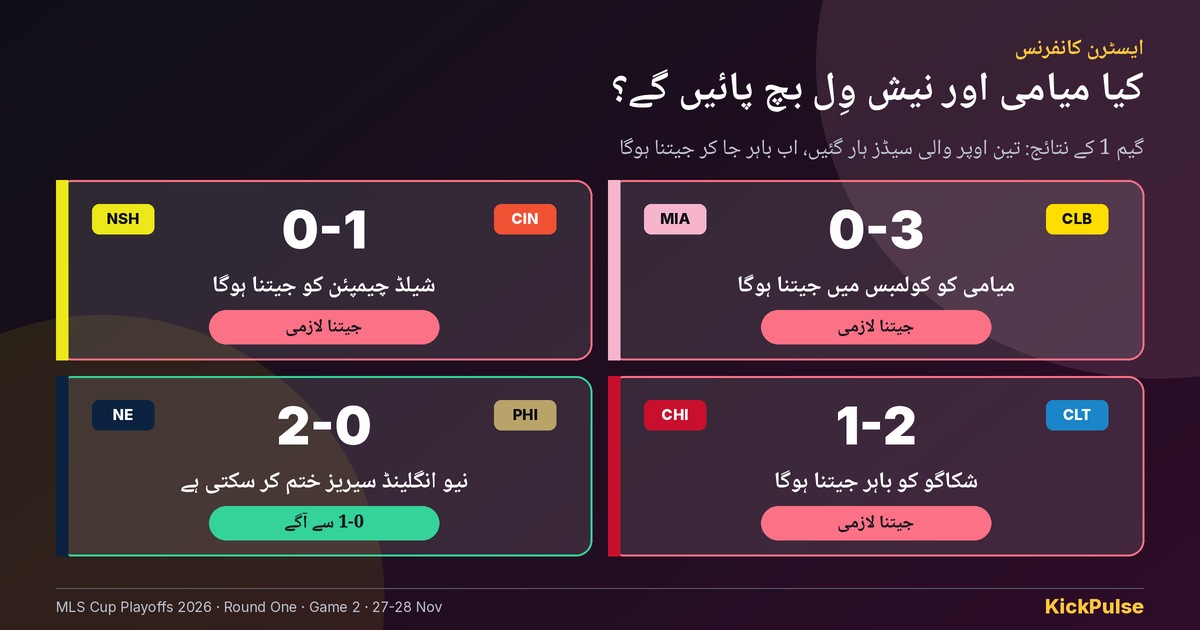 ایسٹرن کانفرنس
کیا میامی اور نیش وِل بچ پائیں گے؟
گیم 1 کے نتائج: تین اوپر والی سیڈز ہار گئیں، اب باہر جا کر جیتنا ہوگا
MIA 0-3 CLB
میامی کو کولمبس میں جیتنا ہوگا
جیتنا لازمی
NSH 0-1 CIN
شیلڈ چیمپئن کو جیتنا ہوگا
جیتنا لازمی
CHI 1-2 CLT
شکاگو کو باہر جیتنا ہوگا
جیتنا لازمی
NE 2-0 PHI
نیو انگلینڈ سیریز ختم کر سکتی ہے
1-0 سے آگے
MLS Cup Playoffs 2026 · Round One · Game 2 · 27-28 Nov
KickPulse